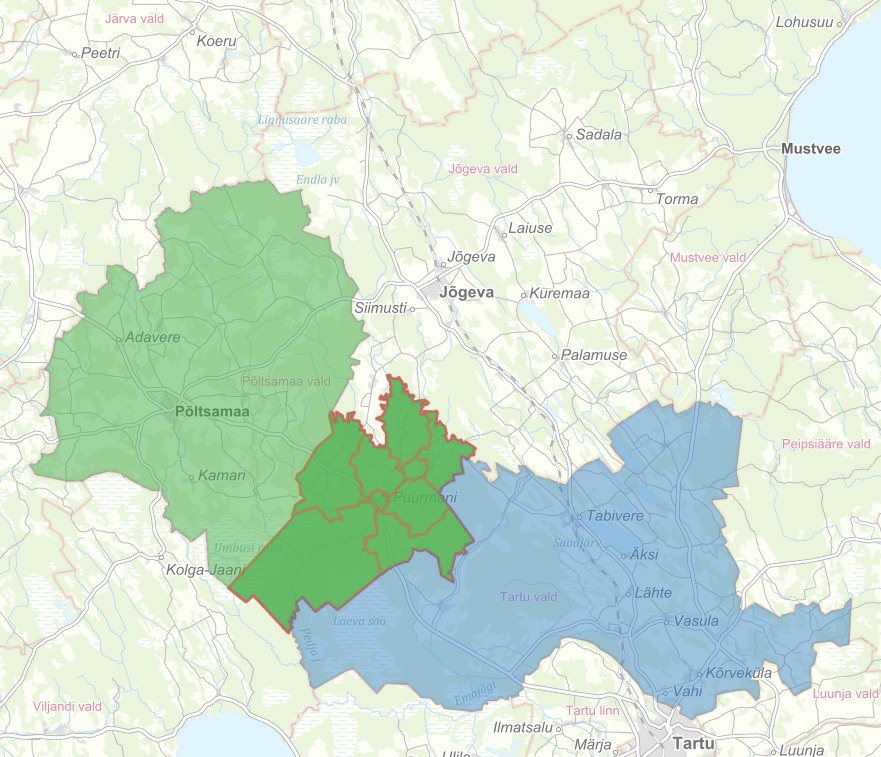 Lohusuu
Järva vald
Koeru
Peetri
Linnusaare raba
Sadala
Mustvee
Jõgeva vald
Endla jv
Torma
Laiuse
Jõgeva
Mustvee vald
Jõgeva
Kuremaa
Siimusti
Adavere
Palamuse
Põltsamaa vald
Põltsamaa
Peipsiääre vald
Kamari
Puurmani
Tabivere
Umbusi raba
Saadjärv
Äksi
Kolga-Jaani
Lähte
Tartu vald
Laeva soo
Vasula
Pedja j
Kõrveküla
Emajõgi
Vahi
Luunja vald
Viljandi vald
Tartu linn
Ilmatsalu
Märja
Tartu
Luunja
Ulila